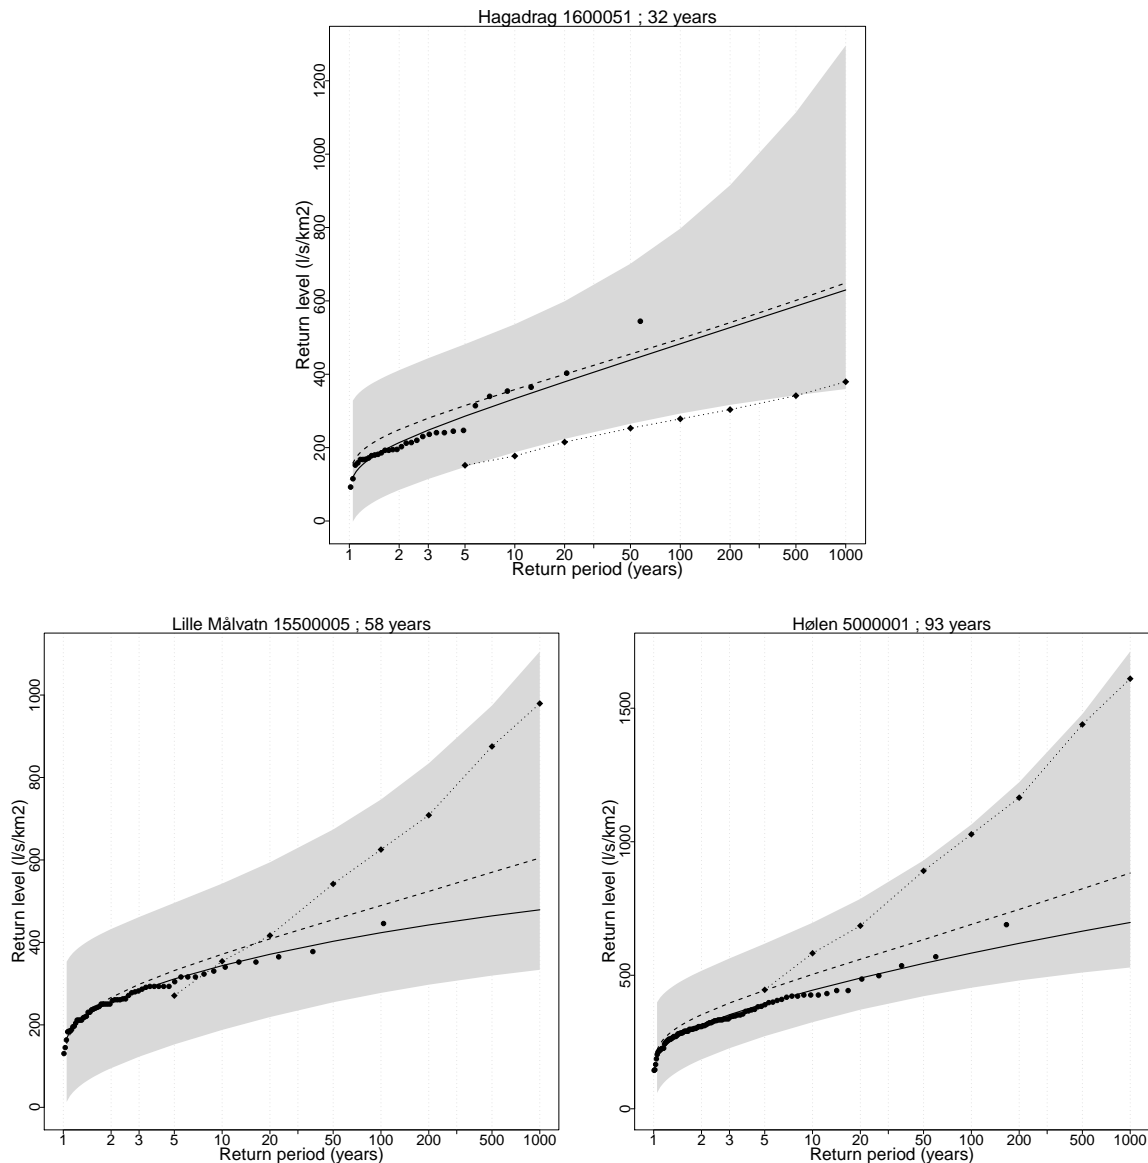 Hagadrag 1600051 ; 32 years
Return level (l/s/km2)
1200
1000
800
600
400
200
0
1 2 3 5 10 20 50 100 200 500 1000
Return period (years)
Lille Målvatn 15500005 ; 58 years
Return level (l/s/km2)
1000
800
600
400
200
0
1 2 3 5 10 20 50 100 200 500 1000
Return period (years)
Hølen 5000001 ; 93 years
Return level (l/s/km2)
1500
1000
500
0
1 2 3 5 10 20 50 100 200 500 1000
Return period (years)